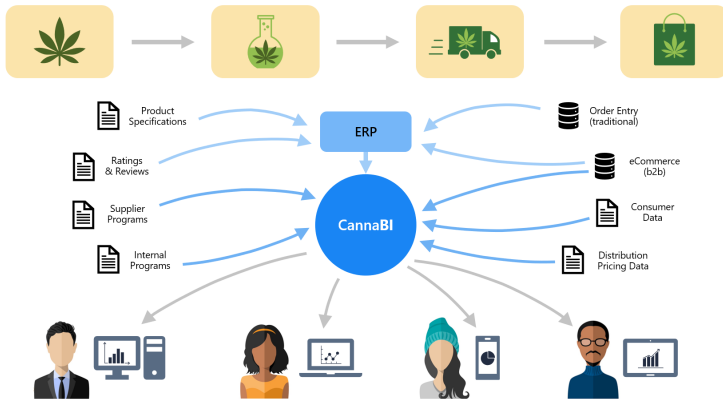 Product
Specifications
Ratings
& Reviews
Supplier
Programs
Internal
Programs
ERP
CannaBI
Order Entry
(traditional)
eCommerce
(b2b)
Consumer
Data
Distribution
Pricing Data